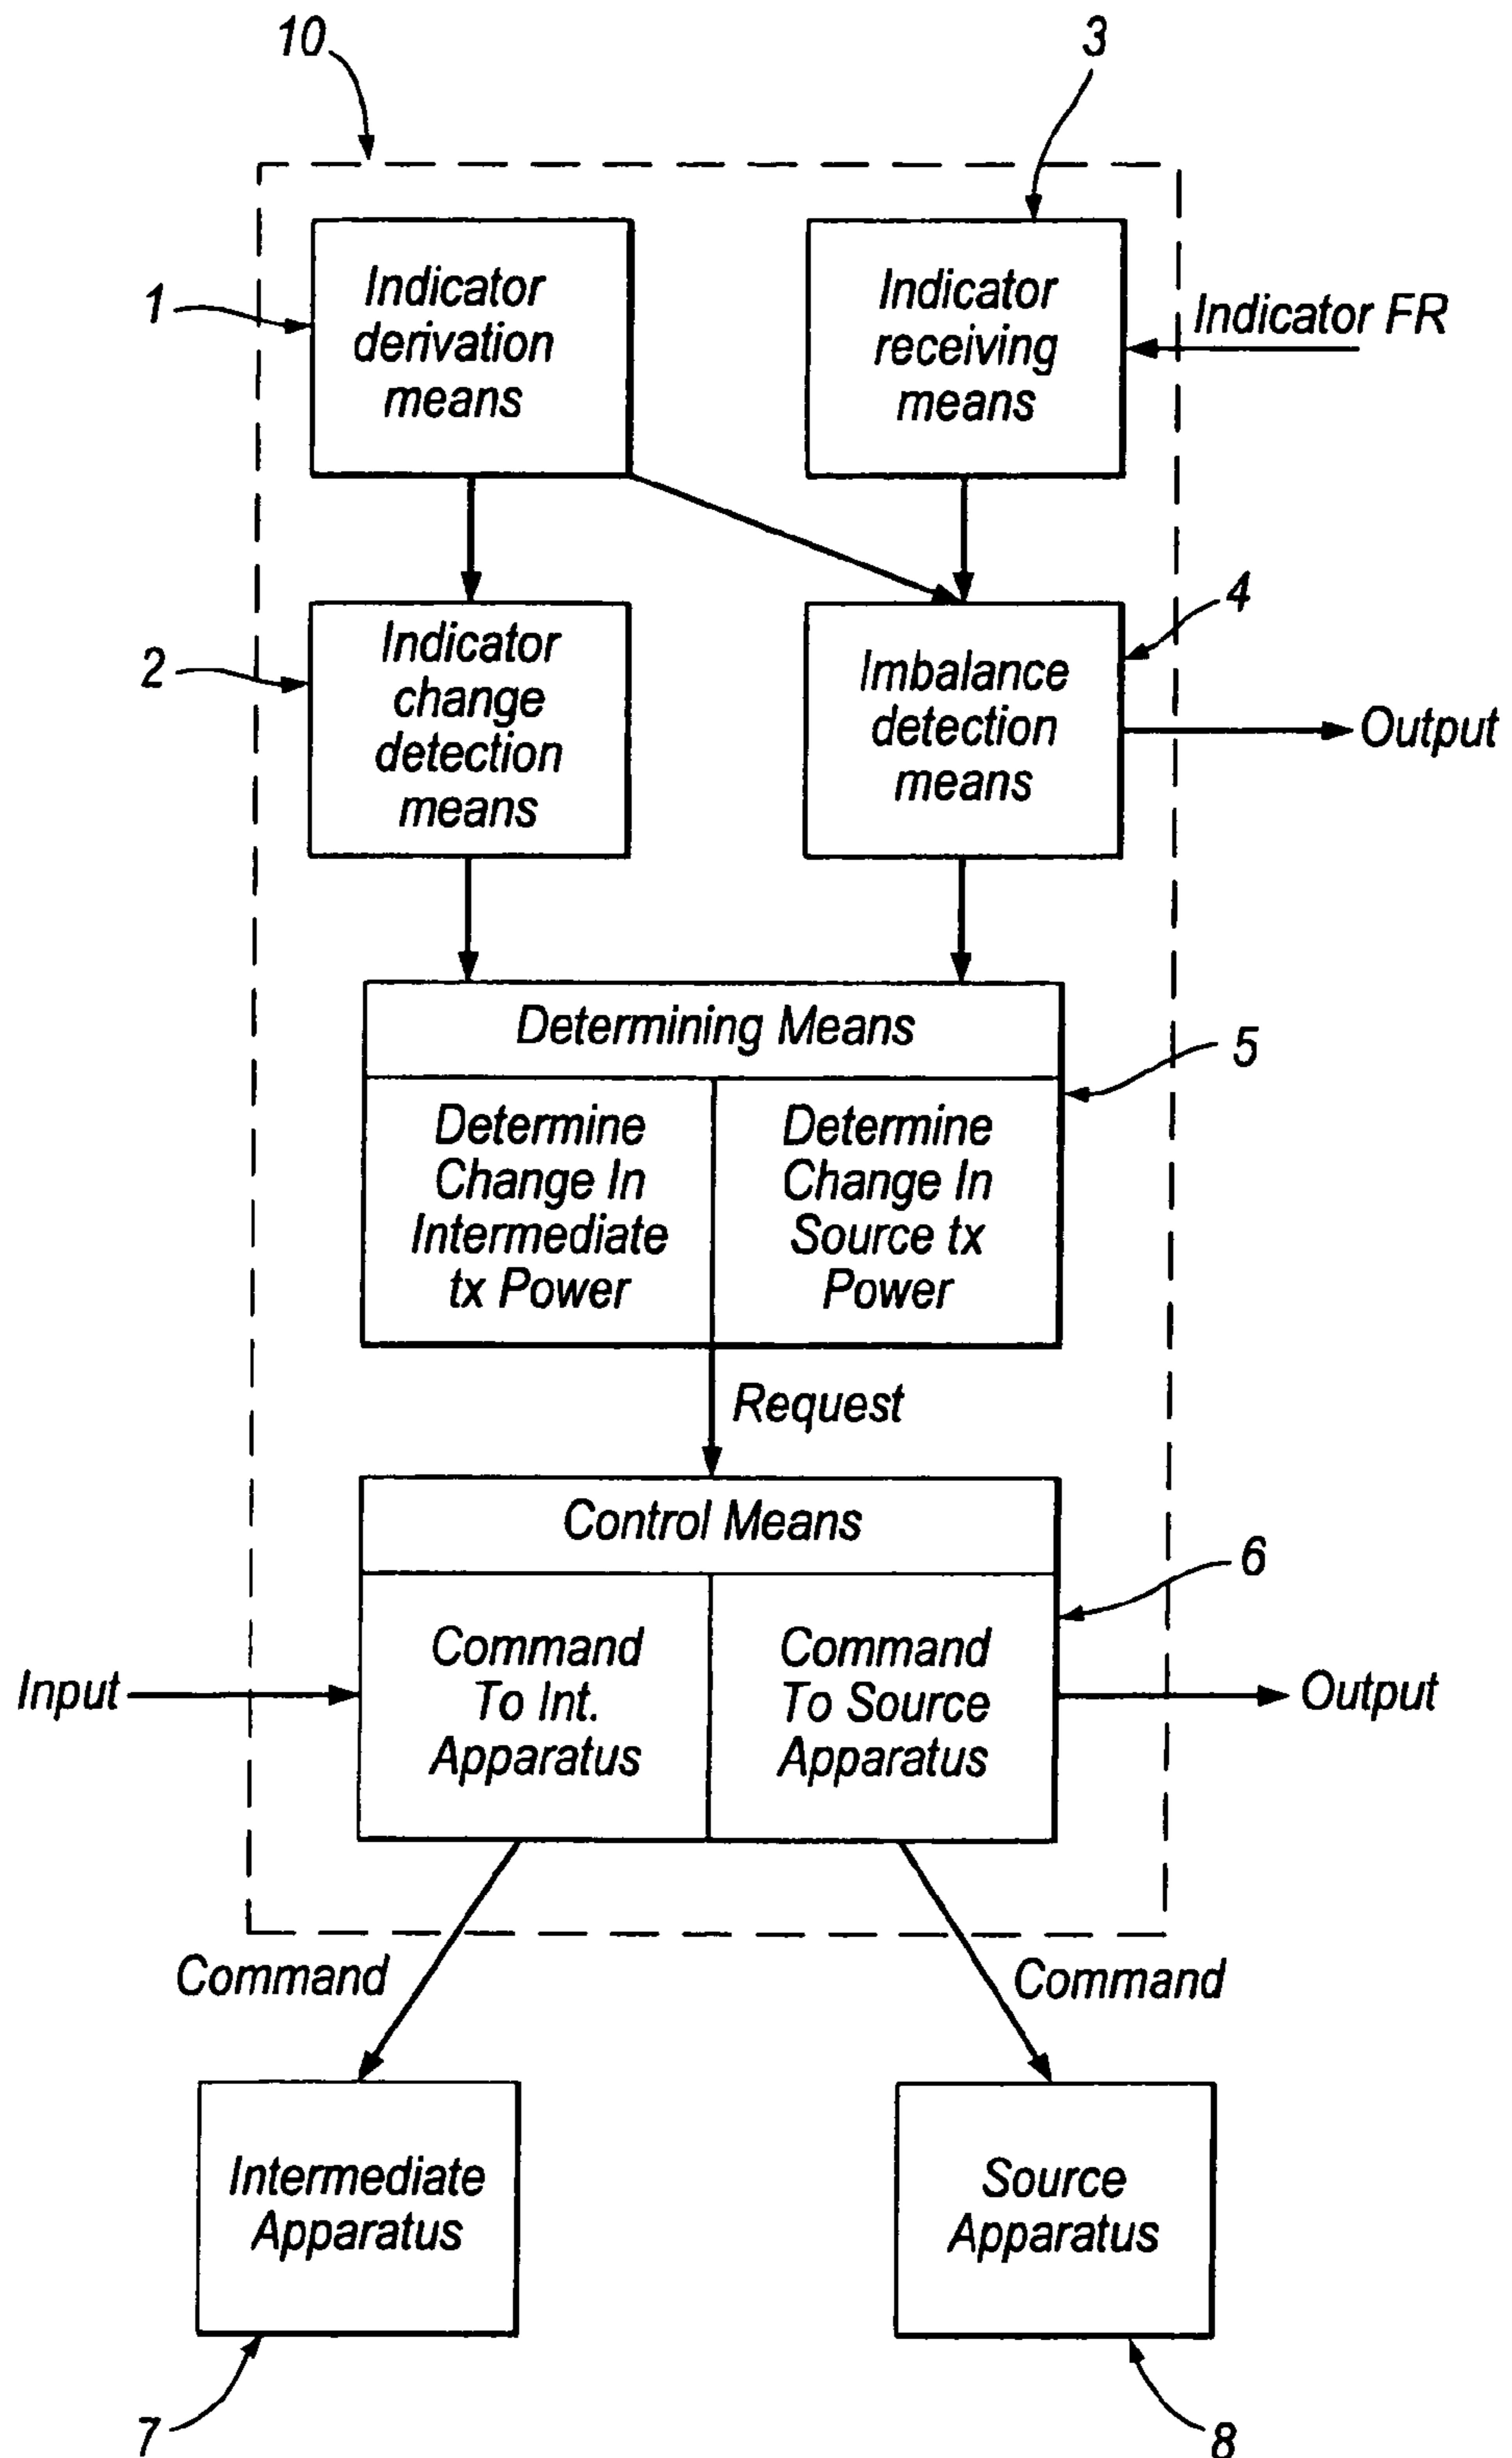 10
3
Indicator
derivation
means
Indicator
receiving
means
1
Indicator FR
Indicator
change
detection
means
Imbalance
detection
means
2
4
Output
Determining Means
5
Determine
Change In
Intermediate
tx Power
Determine
Change In
Source tx
Power
Request
Control Means
6
Input
Command
To Int.
Apparatus
Command
To Source
Apparatus
Output
Command
Command
Intermediate
Apparatus
Source
Apparatus
7
8